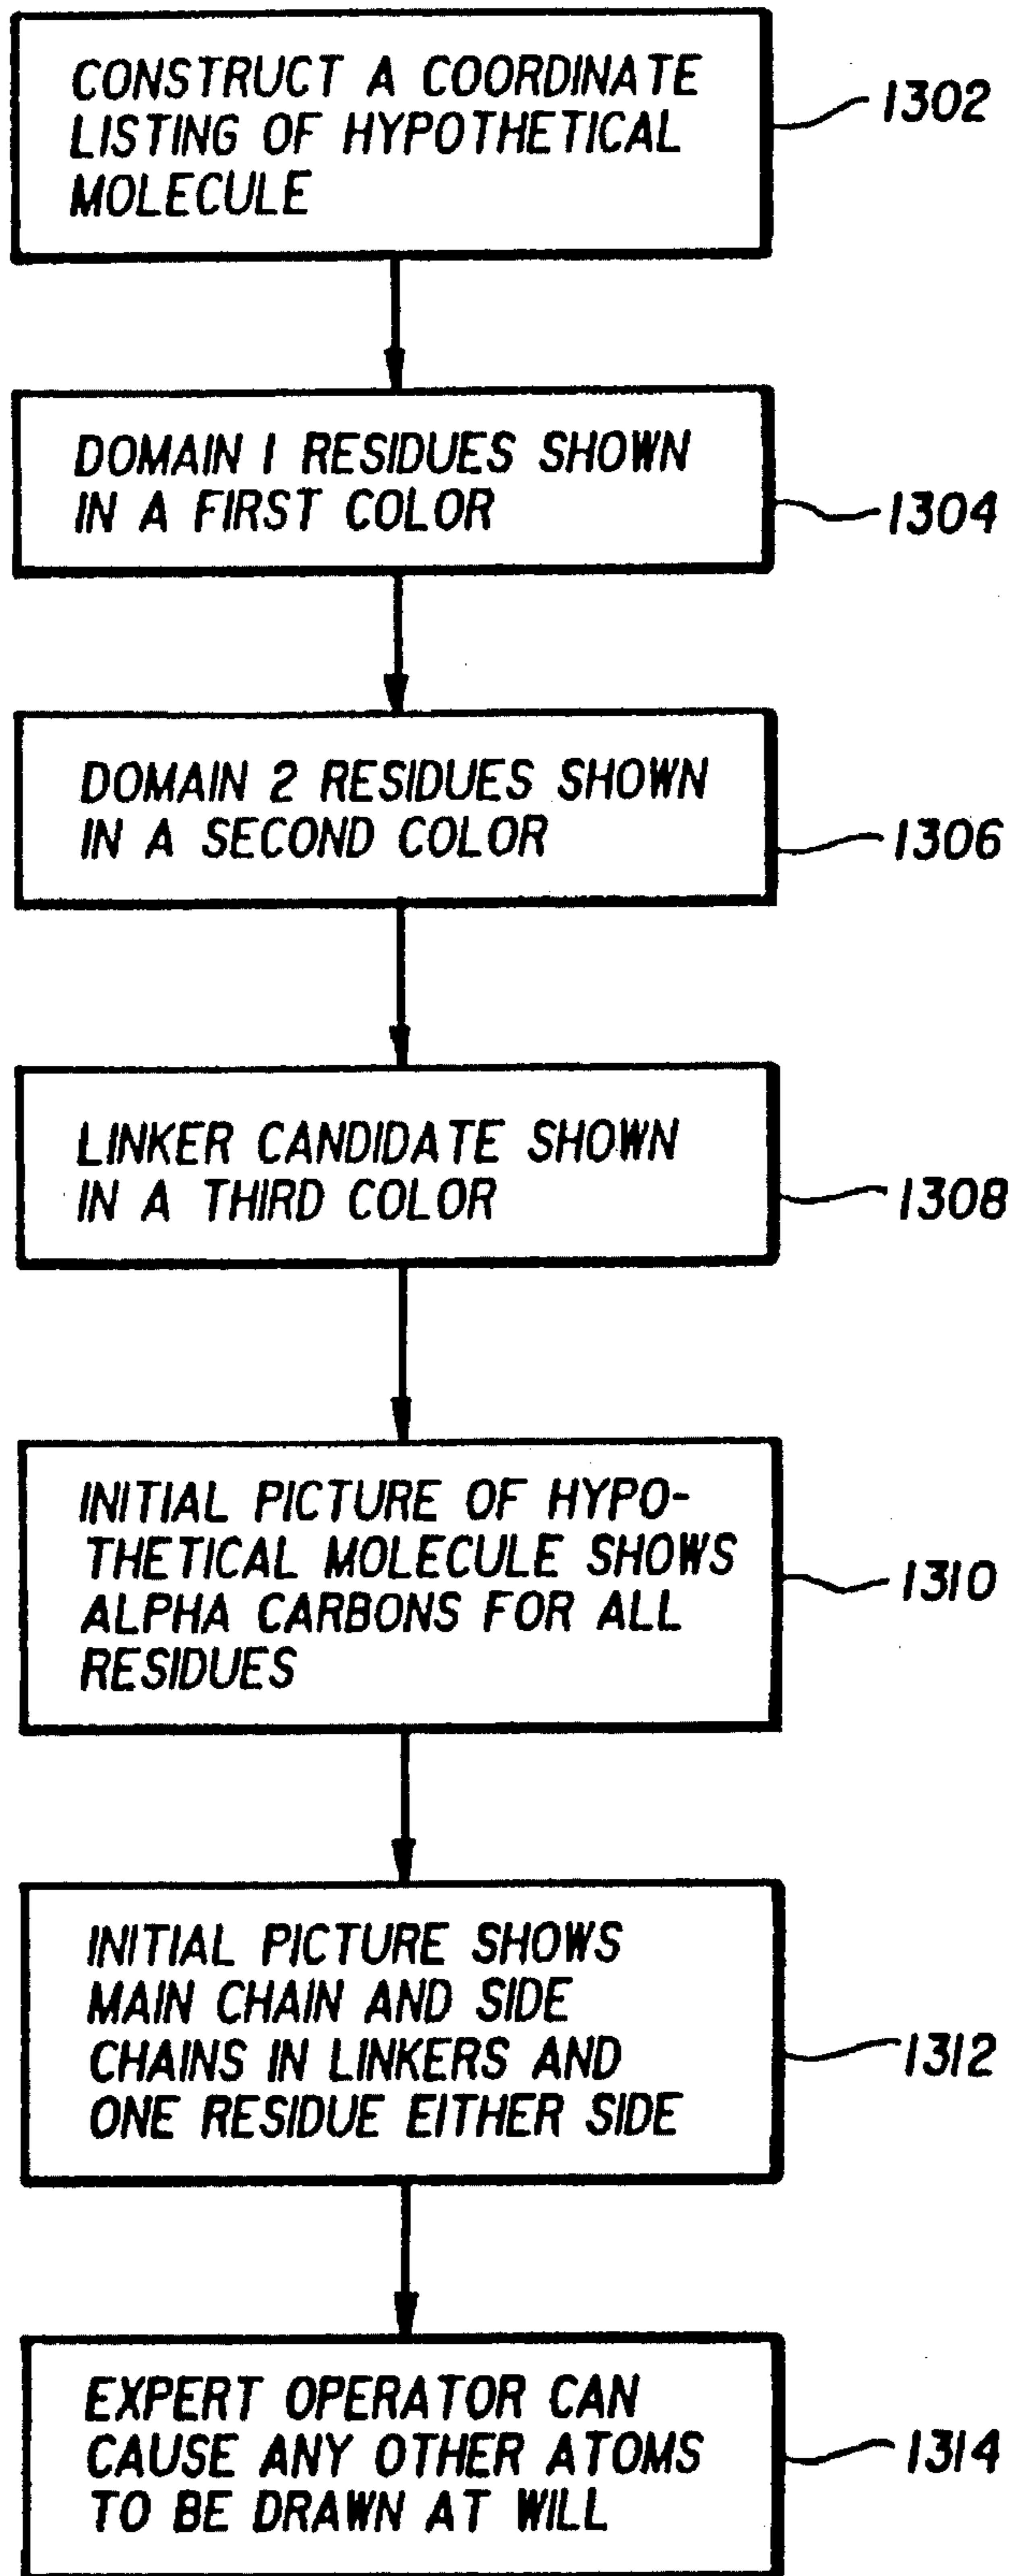 CONSTRUCT A COORDINATE
LISTING OF HYPOTHETICAL
MOLECULE
1302
DOMAIN 1 RESIDUES SHOWN
IN A FIRST COLOR
1304
DOMAIN 2 RESIDUES SHOWN
IN A SECOND COLOR
1306
LINKER CANDIDATE SHOWN
IN A THIRD COLOR
1308
INITIAL PICTURE OF HYPO-
THETICAL MOLECULE SHOWS
ALPHA CARBONS FOR ALL
RESIDUES
1310
INITIAL PICTURE SHOWS
MAIN CHAIN AND SIDE
CHAINS IN LINKERS AND
ONE RESIDUE EITHER SIDE
1312
EXPERT OPERATOR CAN
CAUSE ANY OTHER ATOMS
TO BE DRAWN AT WILL
1314